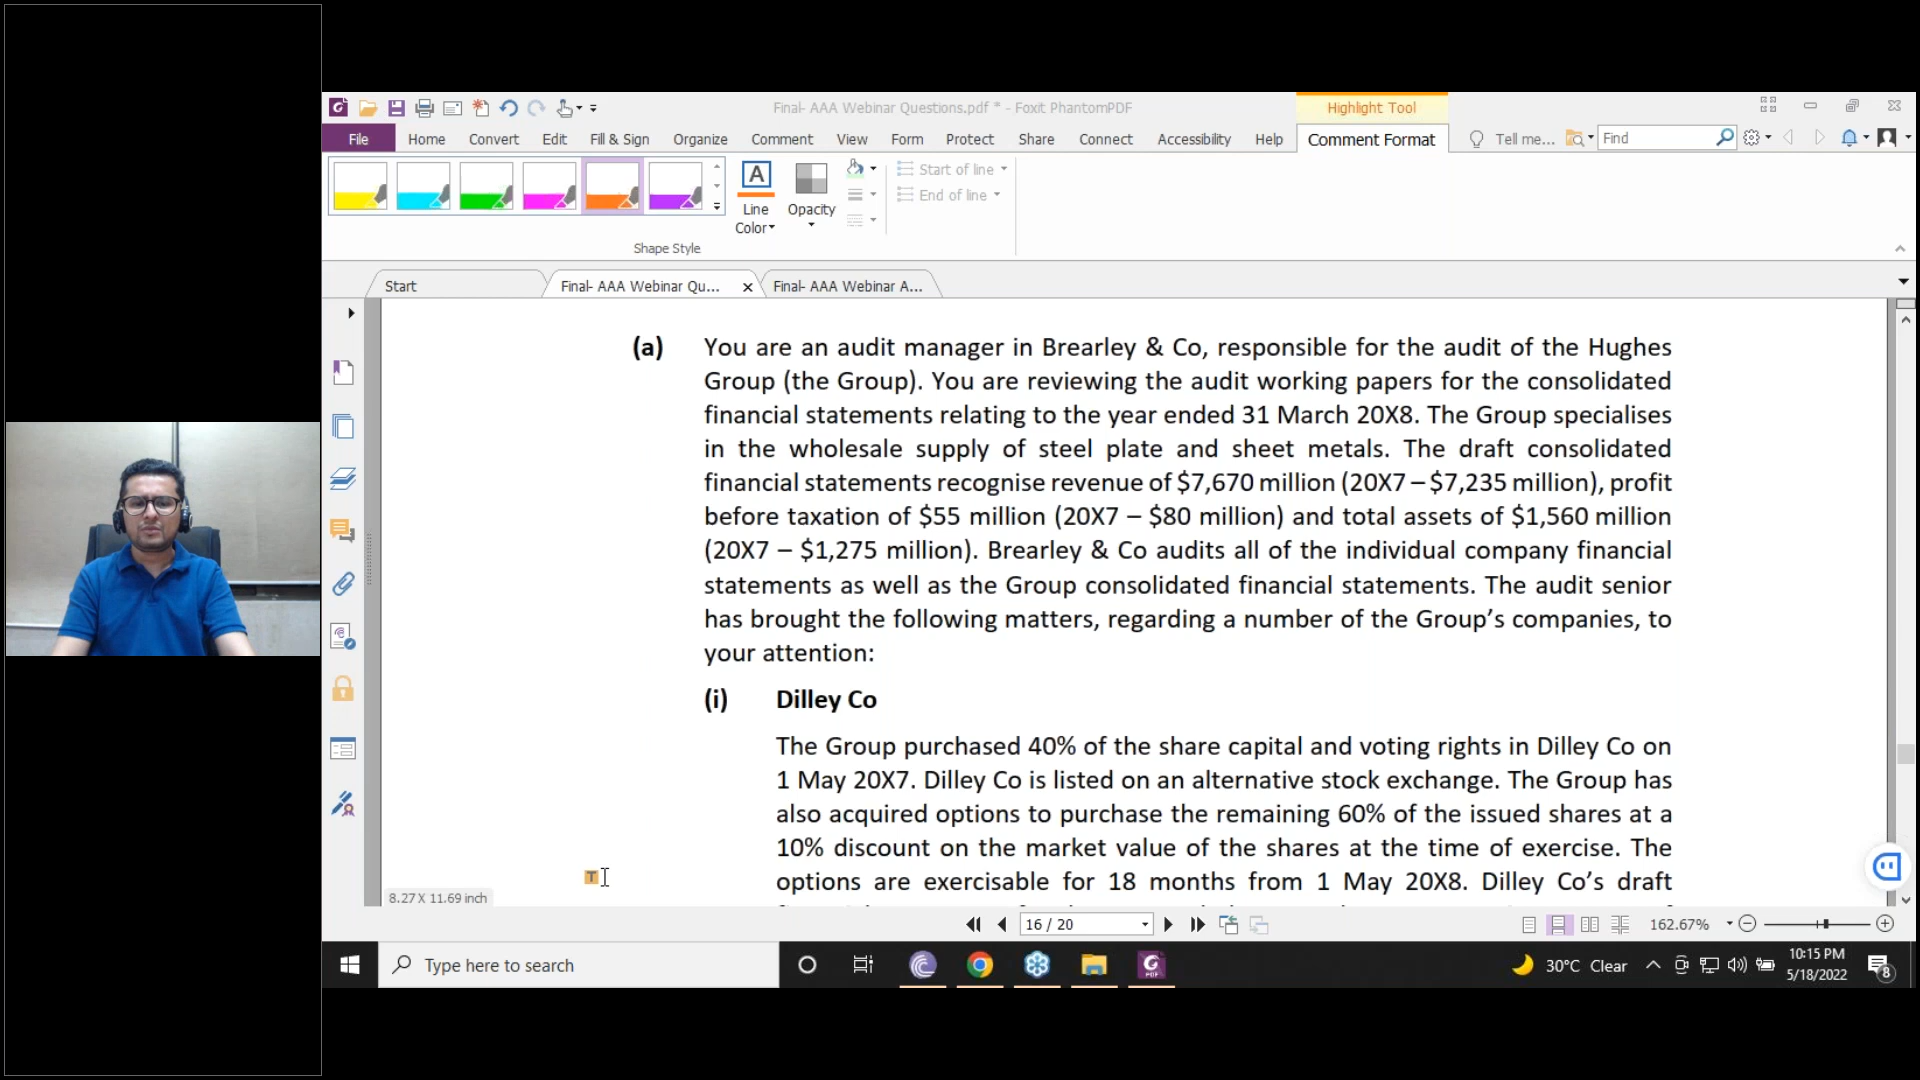 Final- AAA Webinar Questions.pdf * - Foxit PhantomPDF
Highlight Tool
File
Home
Convert
Edit
Fill & Sign
Organize
Comment
View
Form
Protect
Share
Connect
Accessibility
Help
Comment Format
Tell me...
Find
Line
Color
Opacity
Start of line
End of line
Shape Style
Start
Final- AAA Webinar Qu...
Final- AAA Webinar A...
(a) You are an audit manager in Brearley & Co, responsible for the audit of the Hughes
Group (the Group). You are reviewing the audit working papers for the consolidated
financial statements relating to the year ended 31 March 20X8. The Group specialises
in the wholesale supply of steel plate and sheet metals. The draft consolidated
financial statements recognise revenue of $7,670 million (20X7 – $7,235 million), profit
before taxation of $55 million (20X7 – $80 million) and total assets of $1,560 million
(20X7 – $1,275 million). Brearley & Co audits all of the individual company financial
statements as well as the Group consolidated financial statements. The audit senior
has brought the following matters, regarding a number of the Group's companies, to
your attention:
(i) Dilley Co
The Group purchased 40% of the share capital and voting rights in Dilley Co on
1 May 20X7. Dilley Co is listed on an alternative stock exchange. The Group has
also acquired options to purchase the remaining 60% of the issued shares at a
10% discount on the market value of the shares at the time of exercise. The
options are exercisable for 18 months from 1 May 20X8. Dilley Co's draft
8.27 X 11.69 inch
16 / 20
162.67%
Type here to search
30°C Clear
10:15 PM
5/18/2022
8